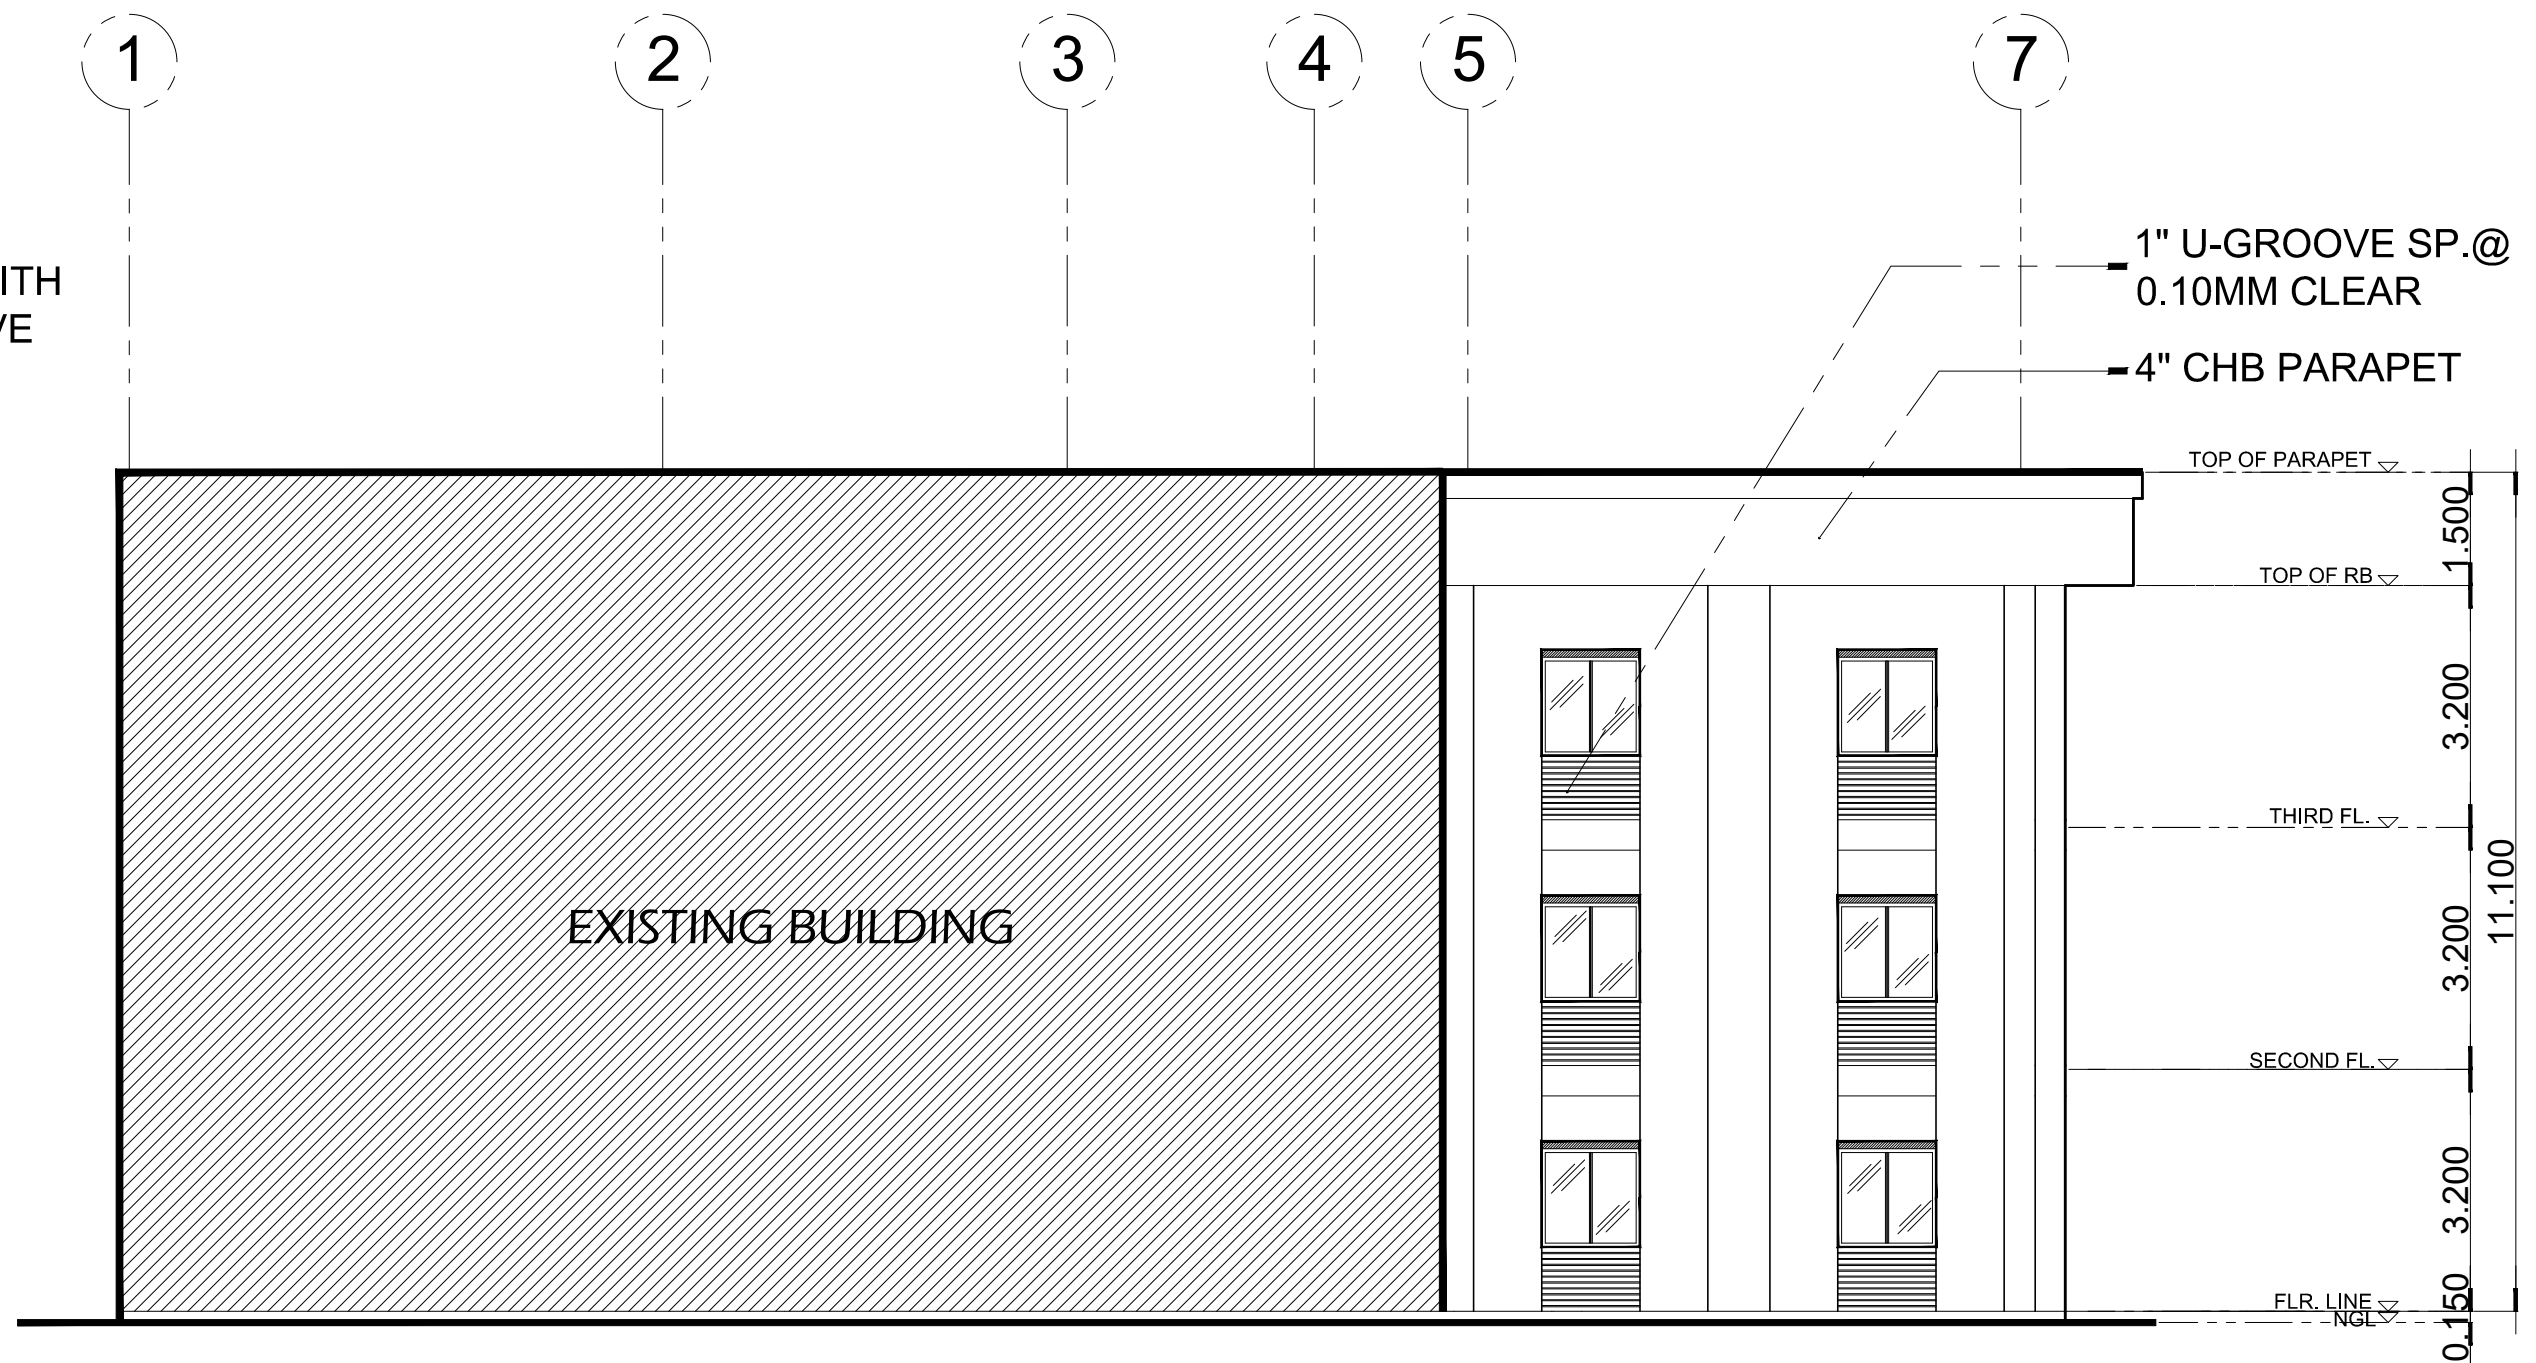 1
2
3
4
5
7
ITH
VE
1" U-GROOVE SP.@
0.10MM CLEAR
4" CHB PARAPET
TOP OF PARAPET
1.500
TOP OF RB
3.200
THIRD FL.
11.100
EXISTING BUILDING
3.200
SECOND FL.
3.200
FLR. LINE
NGL
0.150